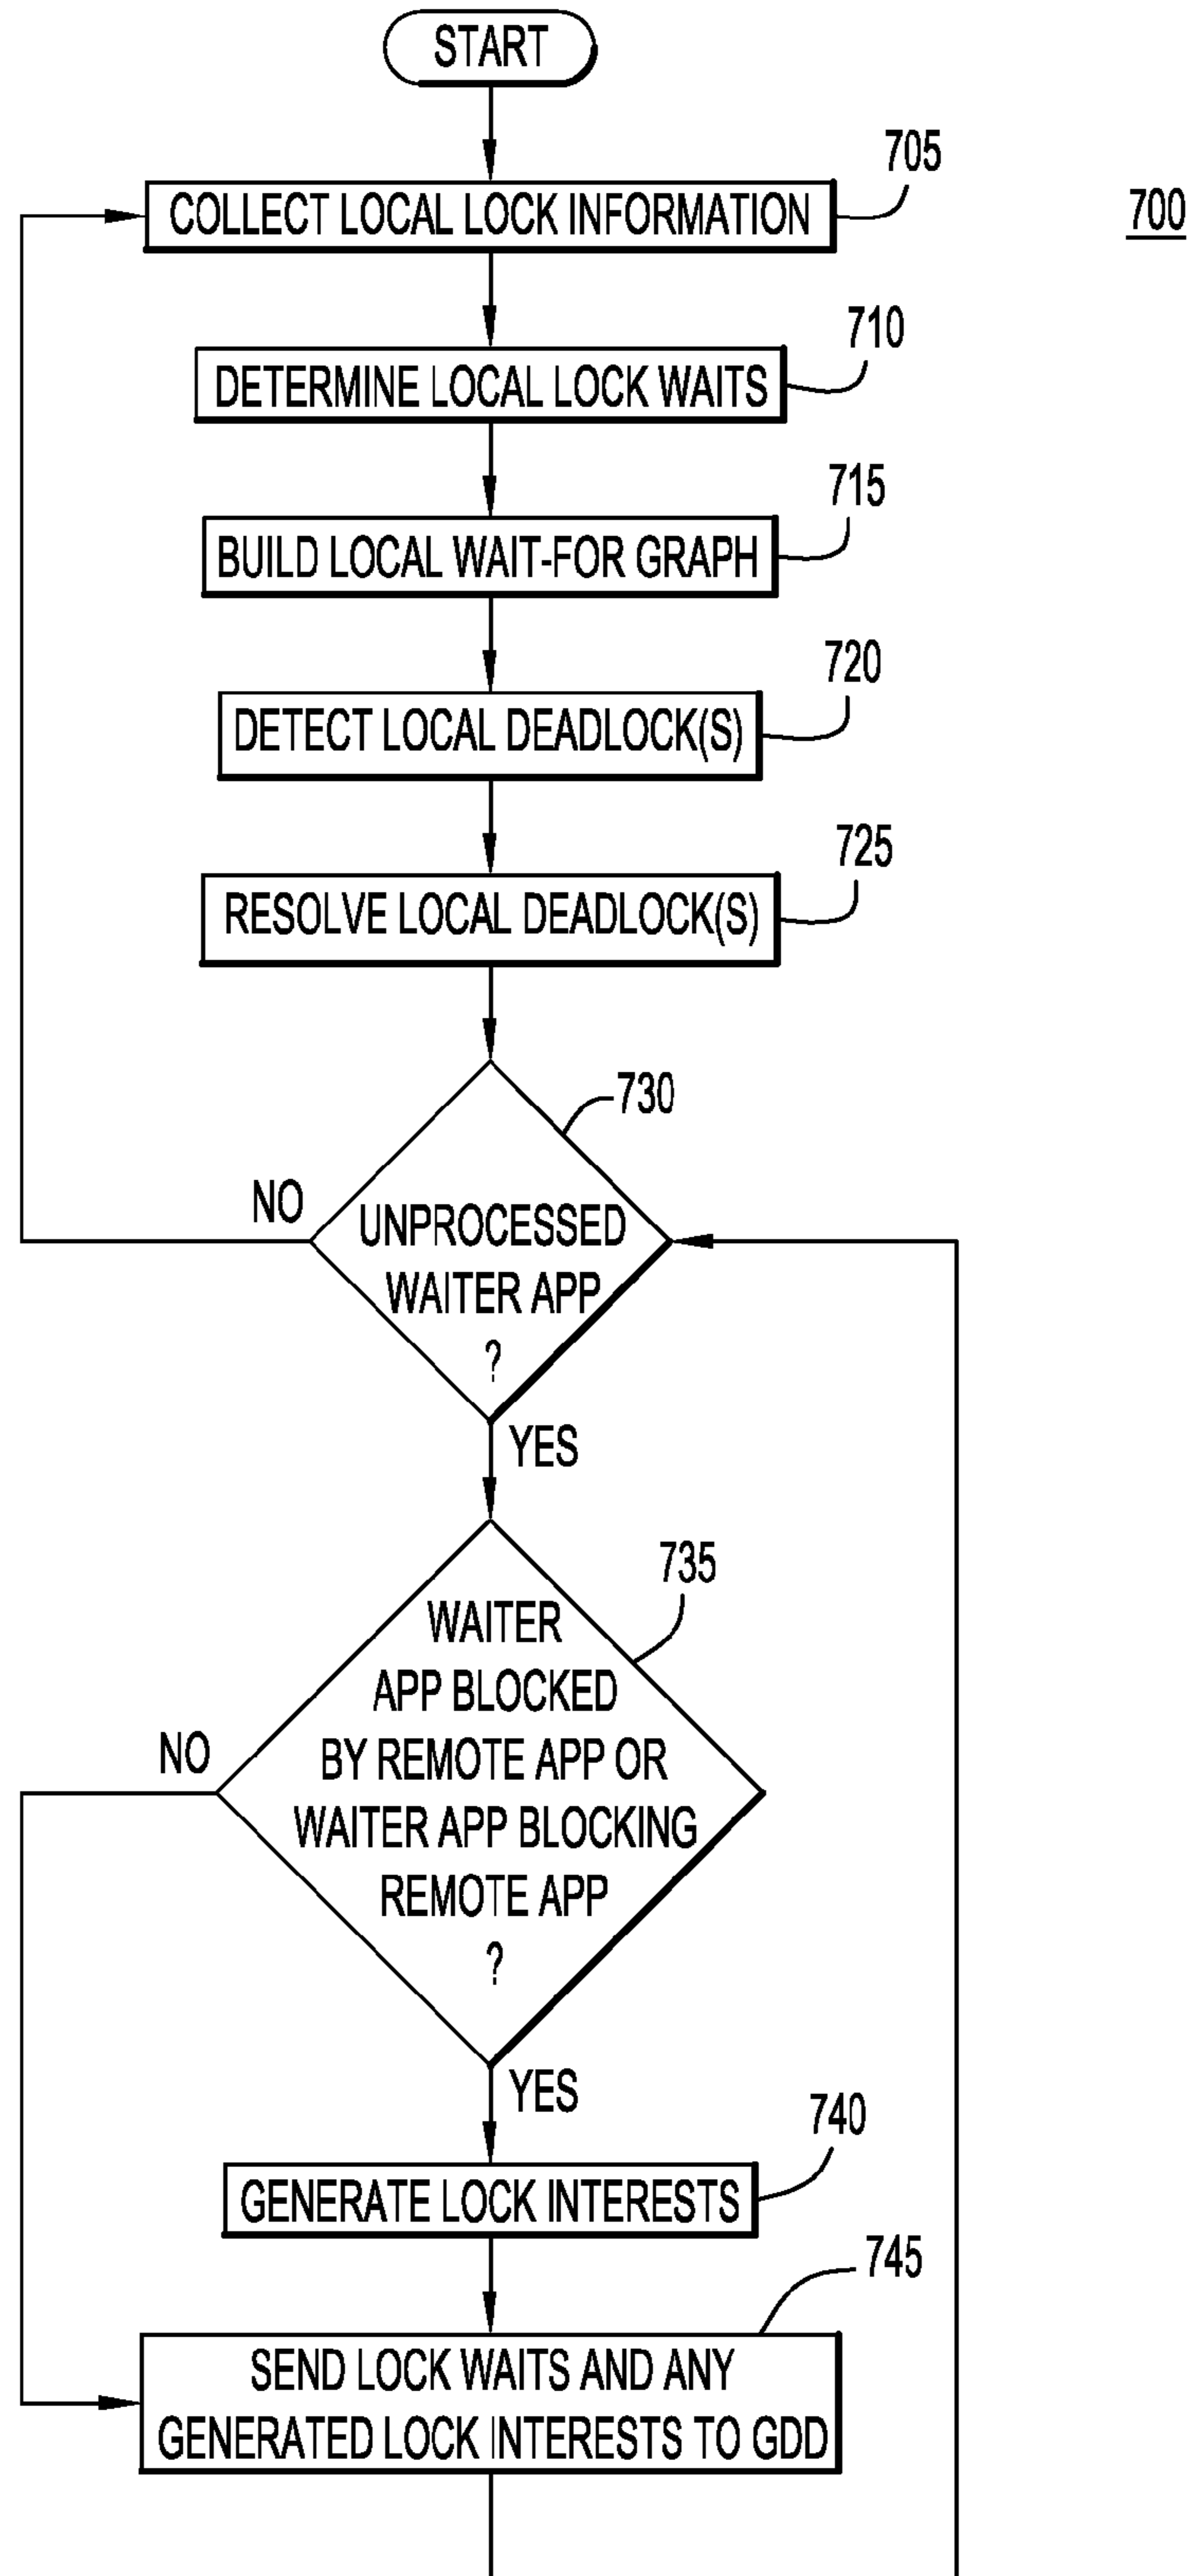 START
705
700
COLLECT LOCAL LOCK INFORMATION
710
DETERMINE LOCAL LOCK WAITS
715
BUILD LOCAL WAIT-FOR GRAPH
720
DETECT LOCAL DEADLOCK(S)
725
RESOLVE LOCAL DEADLOCK(S)
730
NO
UNPROCESSED
WAITER APP
?
YES
735
WAITER
APP BLOCKED
NO
BY REMOTE APP OR
WAITER APP BLOCKING
REMOTE APP
?
YES
740
GENERATE LOCK INTERESTS
745
SEND LOCK WAITS AND ANY
GENERATED LOCK INTERESTS TO GDD